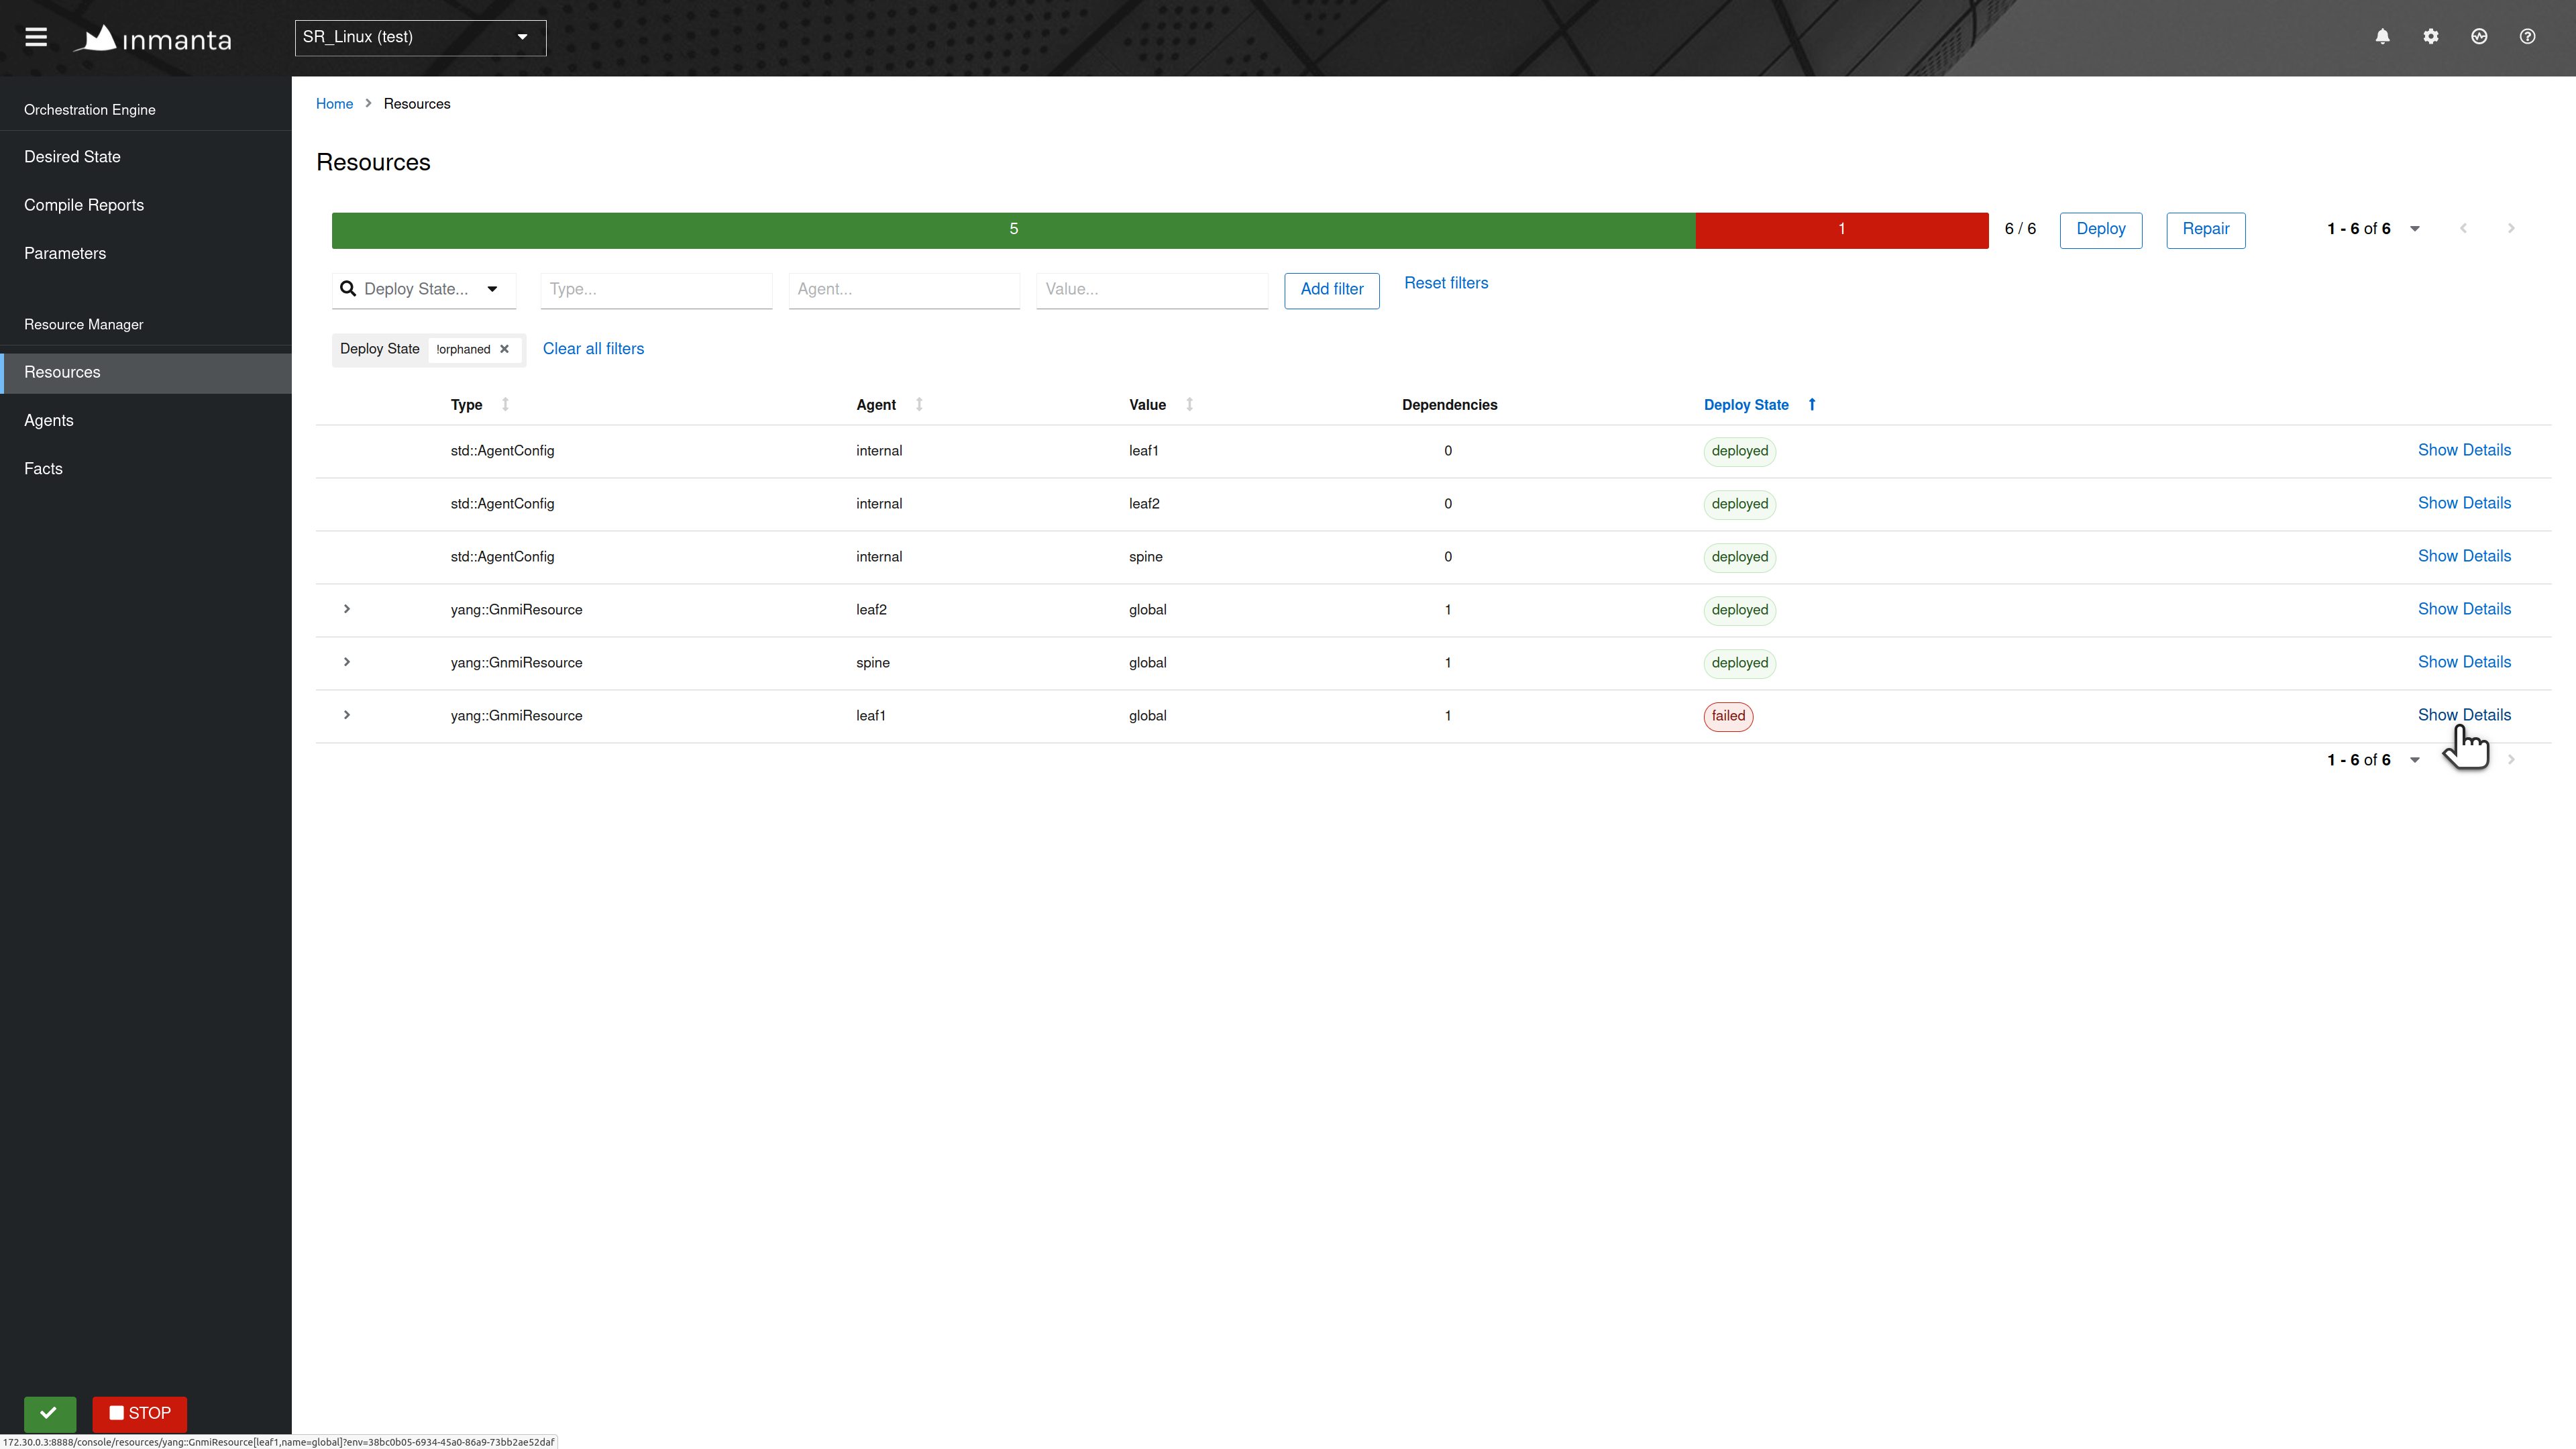 inmanta
SR_Linux (test)
Orchestration Engine
Desired State
Compile Reports
Parameters
Resource Manager
Resources
Agents
Facts
STOP
Home > Resources
Resources
5 1 6 / 6 Deploy Repair 1 - 6 of 6
Deploy State... Type... Agent... Value... Add filter Reset filters
Deploy State !orphaned Clear all filters
Type Agent Value Dependencies Deploy State
std::AgentConfig internal leaf1 0 deployed Show Details
std::AgentConfig internal leaf2 0 deployed Show Details
std::AgentConfig internal spine 0 deployed Show Details
yang::GnmiResource leaf2 global 1 deployed Show Details
yang::GnmiResource spine global 1 deployed Show Details
yang::GnmiResource leaf1 global 1 failed Show Details
1 - 6 of 6
172.30.0.3:8888/console/resources/yang::GnmiResource[leaf1,name=global]?env=38bc0b05-6934-45a0-86a9-73bb2ae52daf